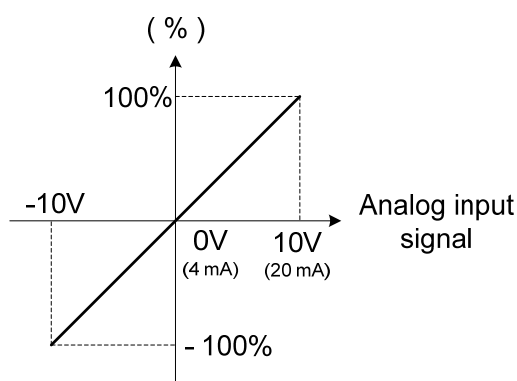 ( % )
100%
-10V
Analog input
signal
0V
(4 mA)
10V
(20 mA)
- 100%